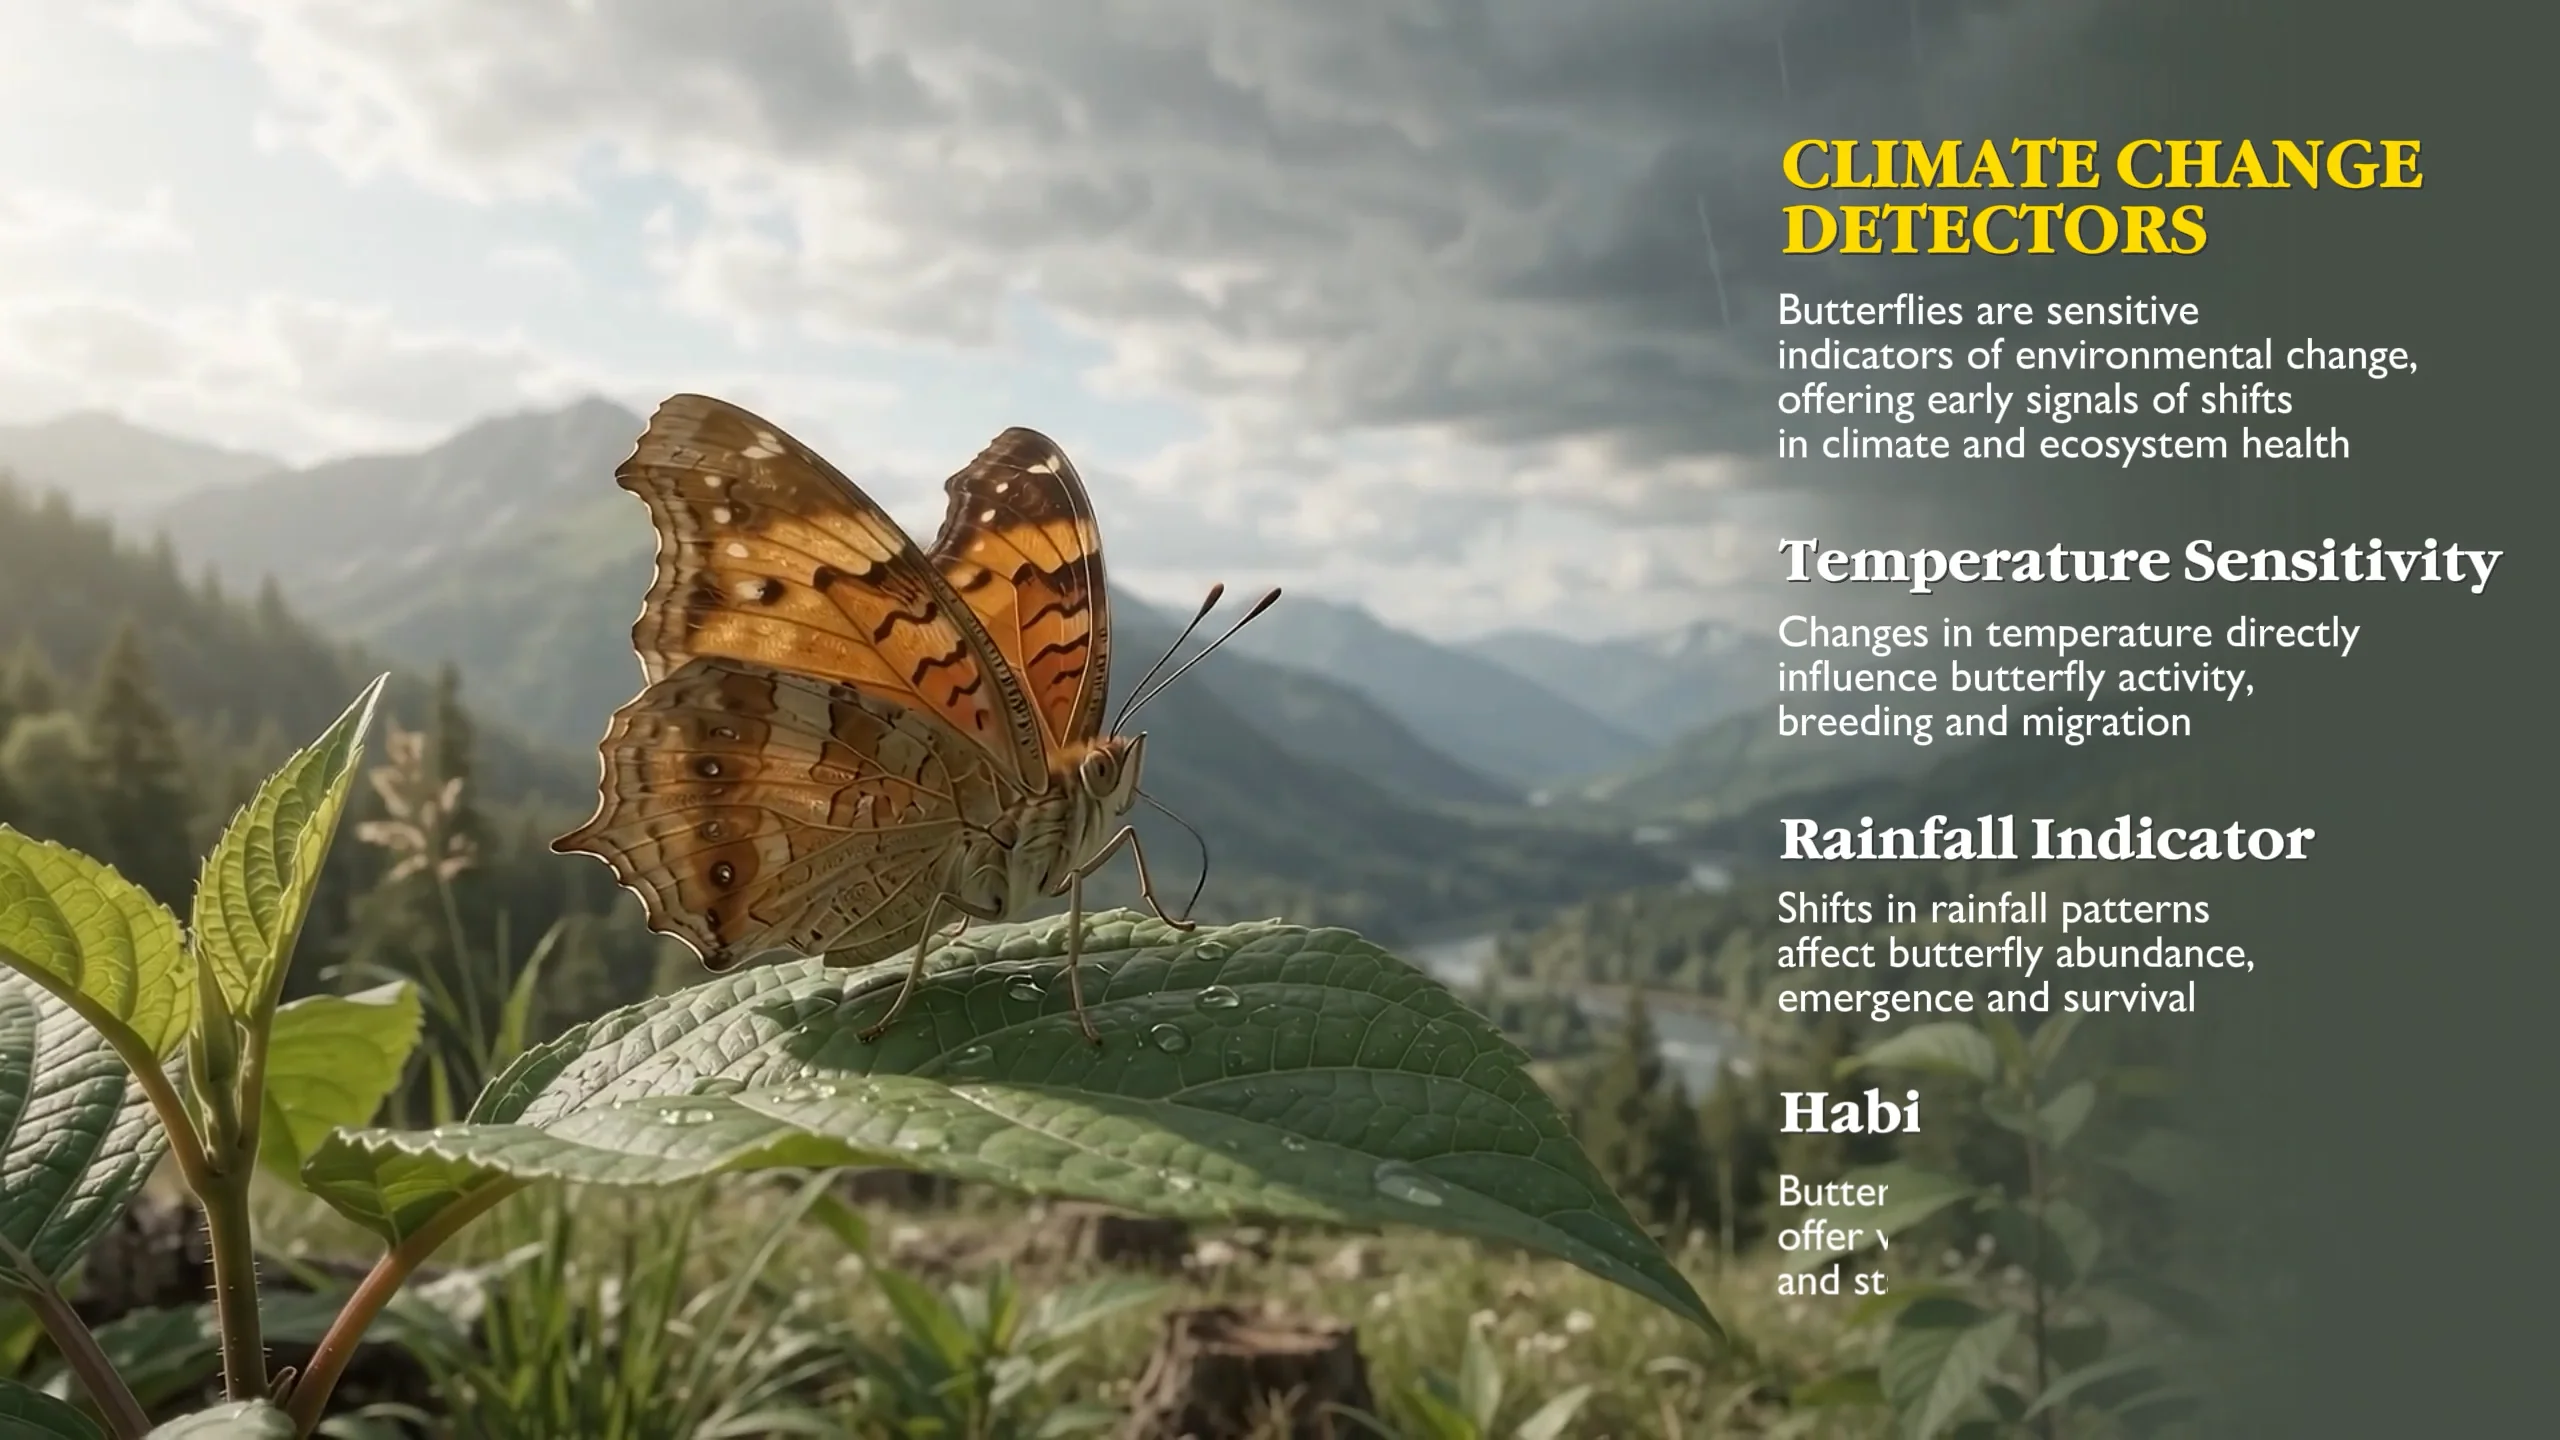 CLIMATE CHANGE
DETECTORS
Butterflies are sensitive
indicators of environmental change,
offering early signals of shifts
in climate and ecosystem health
Temperature Sensitivity
Changes in temperature directly
influence butterfly activity,
breeding and migration
Rainfall Indicator
Shifts in rainfall patterns
affect butterfly abundance,
emergence and survival
Habi
Butter
offer
and